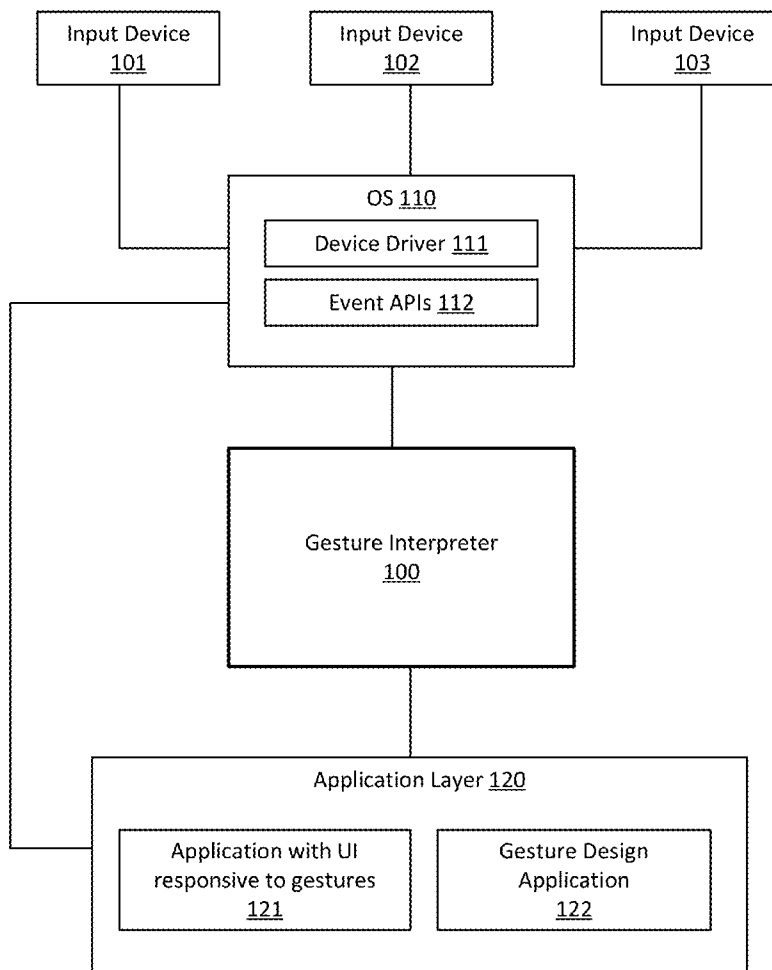 Input Device
101
Input Device
102
Input Device
103
OS 110
Device Driver 111
Event APIs 112
Gesture Interpreter
100
Application Layer 120
Application with UI
responsive to gestures
121
Gesture Design
Application
122